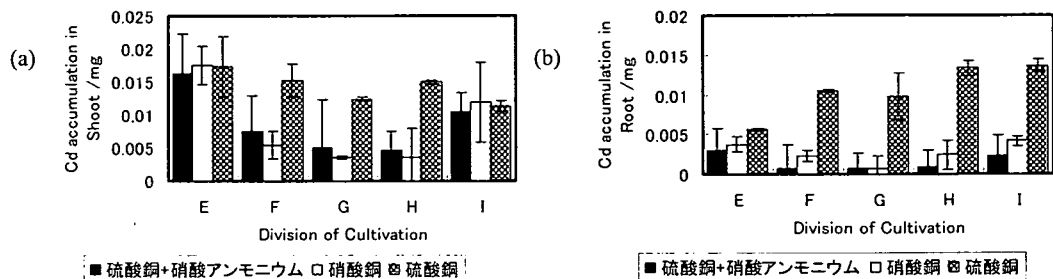 (a)
Cd accumulation in Shoot /mg
0.025
0.02
0.015
0.01
0.005
0
E F G H I
Division of Cultivation
硫酸銅+硝酸アンモニウム 硝酸銅 硫酸銅
(b)
Cd accumulation in Root /mg
0.02
0.015
0.01
0.005
0
E F G H I
Division of Cultivation
硫酸銅+硝酸アンモニウム 硝酸銅 硫酸銅